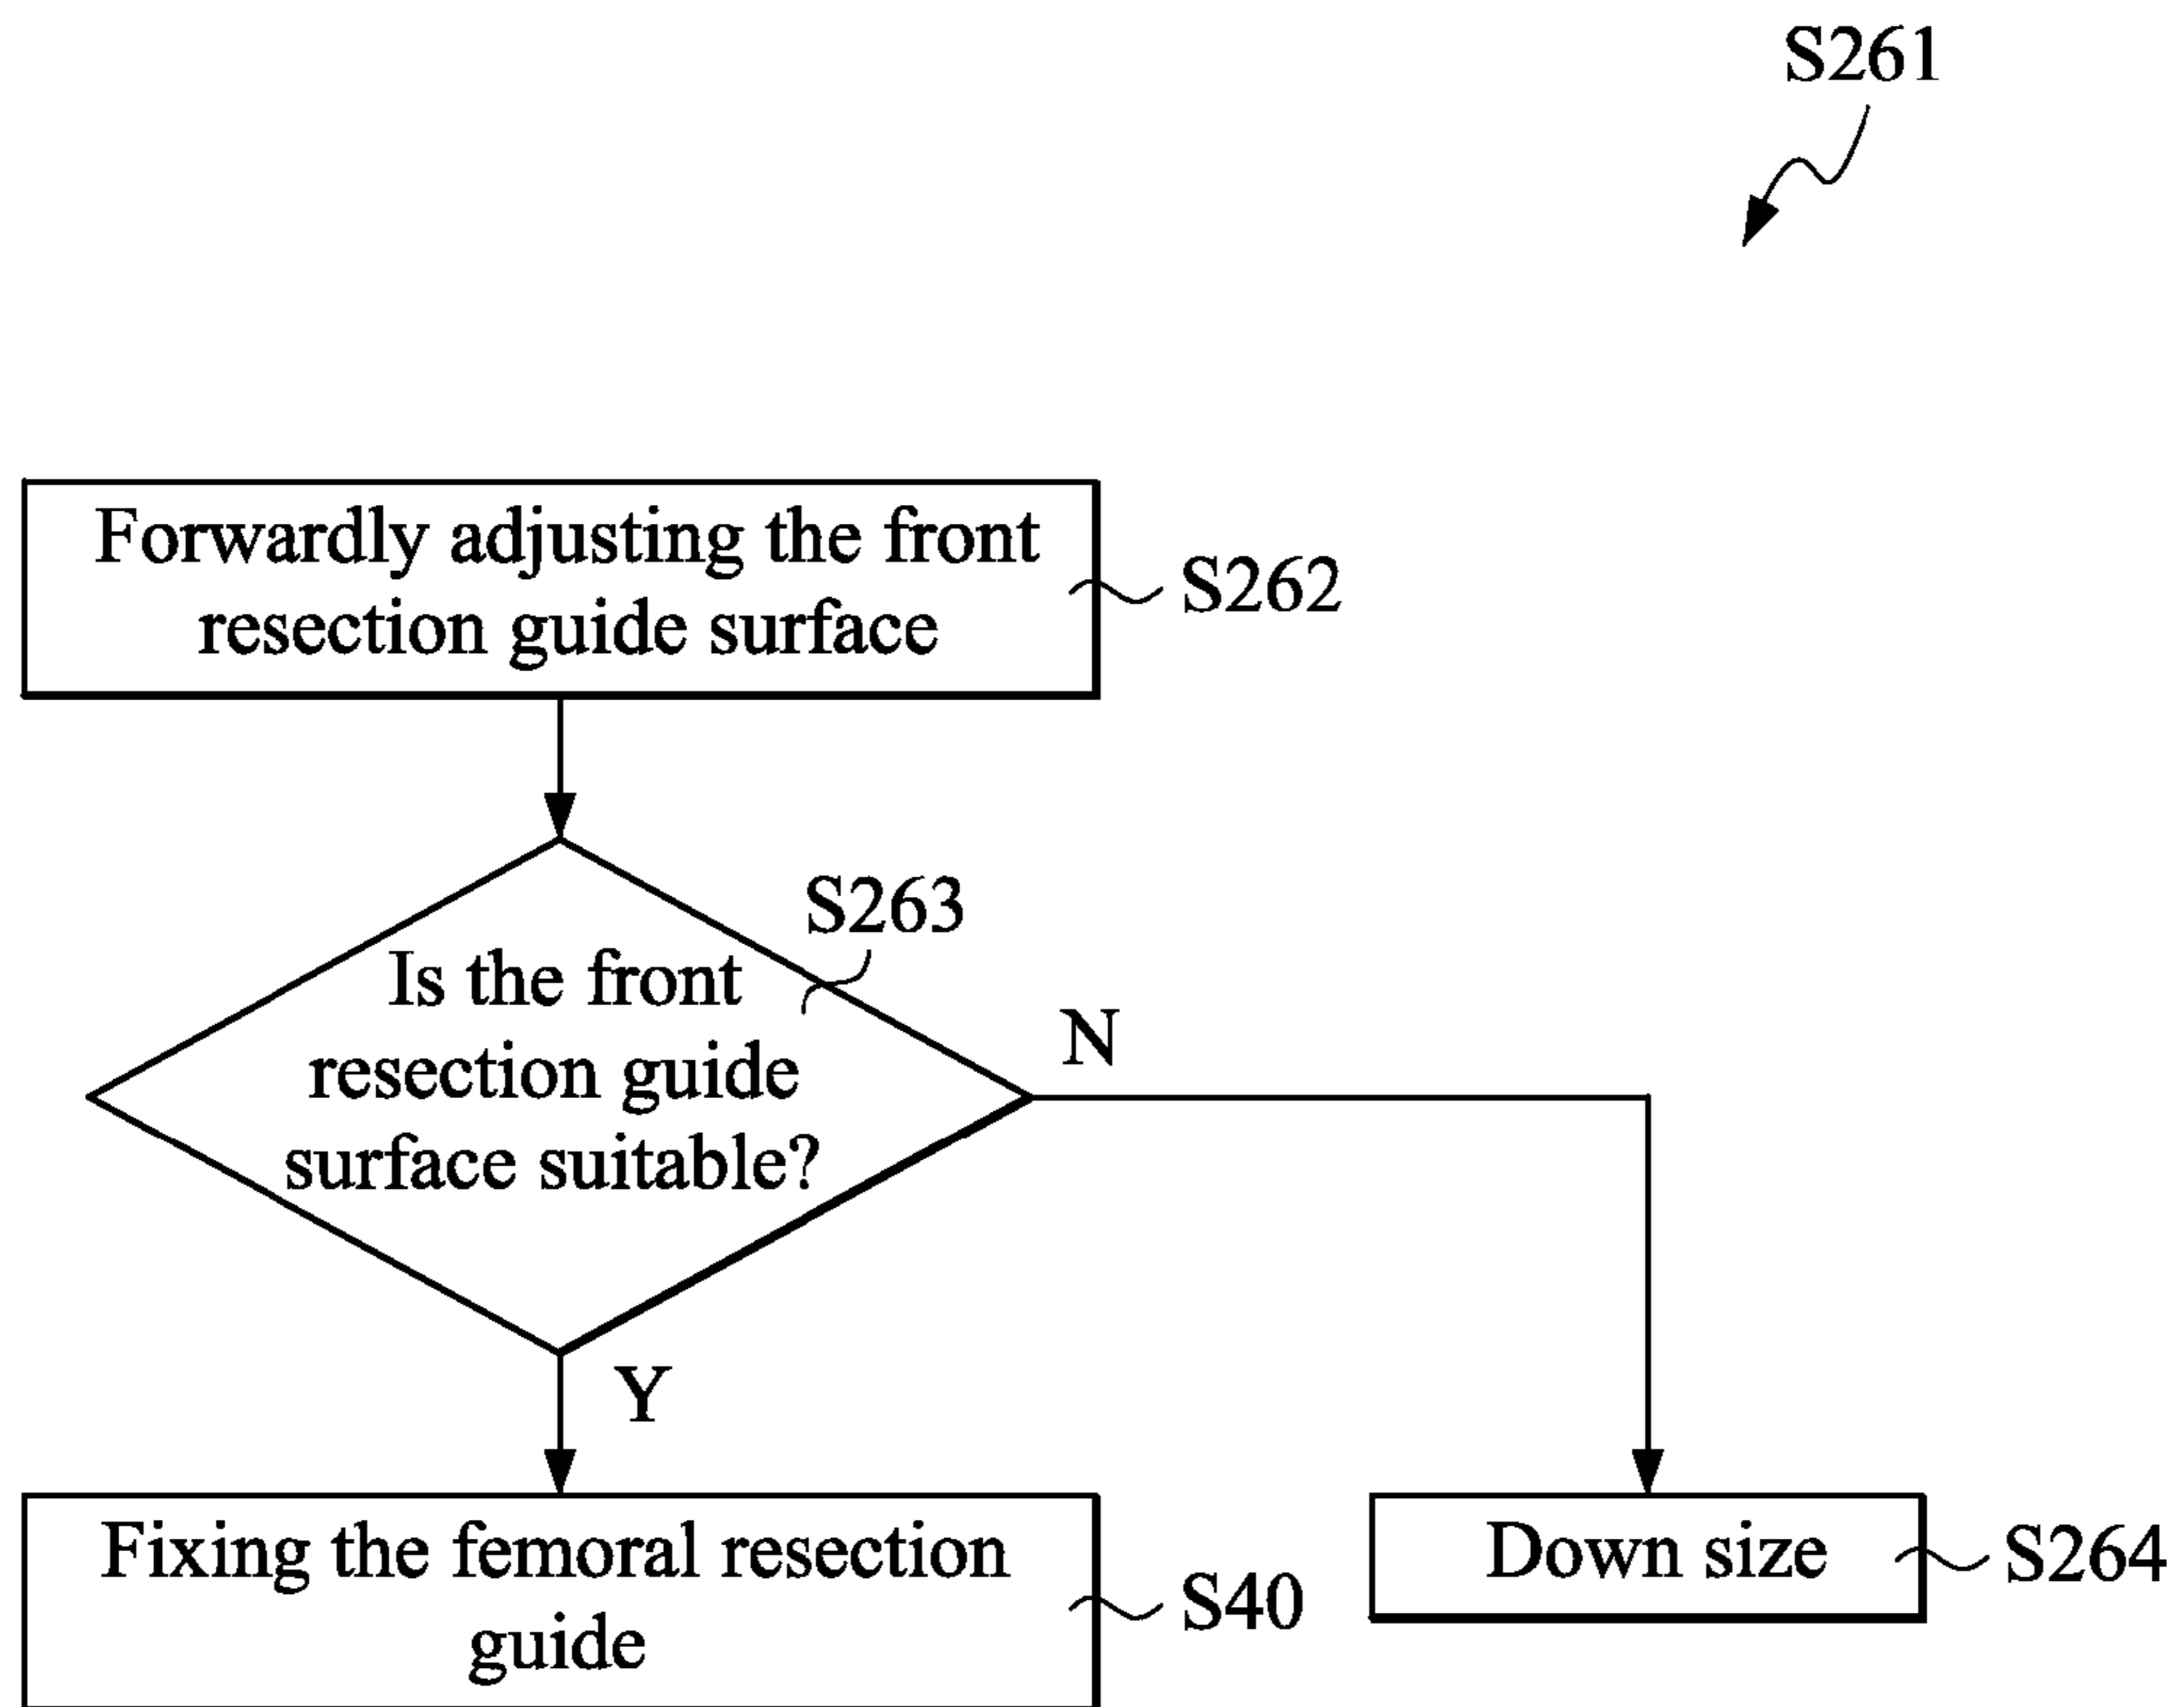 S261
Forwardly adjusting the front
resection guide surface
S262
S263
Is the front
resection guide
surface suitable?
N
Y
Fixing the femoral resection
guide
S40
Down size
S264